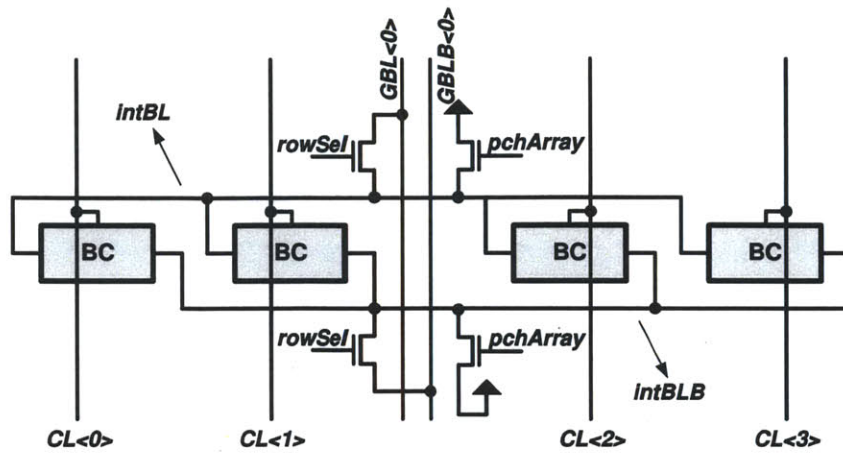 GBL<0>
GBLB<0>
intBL
rowSel
pchArray
BC
BC
BC
BC
rowSel
pchArray
intBLB
CL<0>
CL<1>
CL<2>
CL<3>